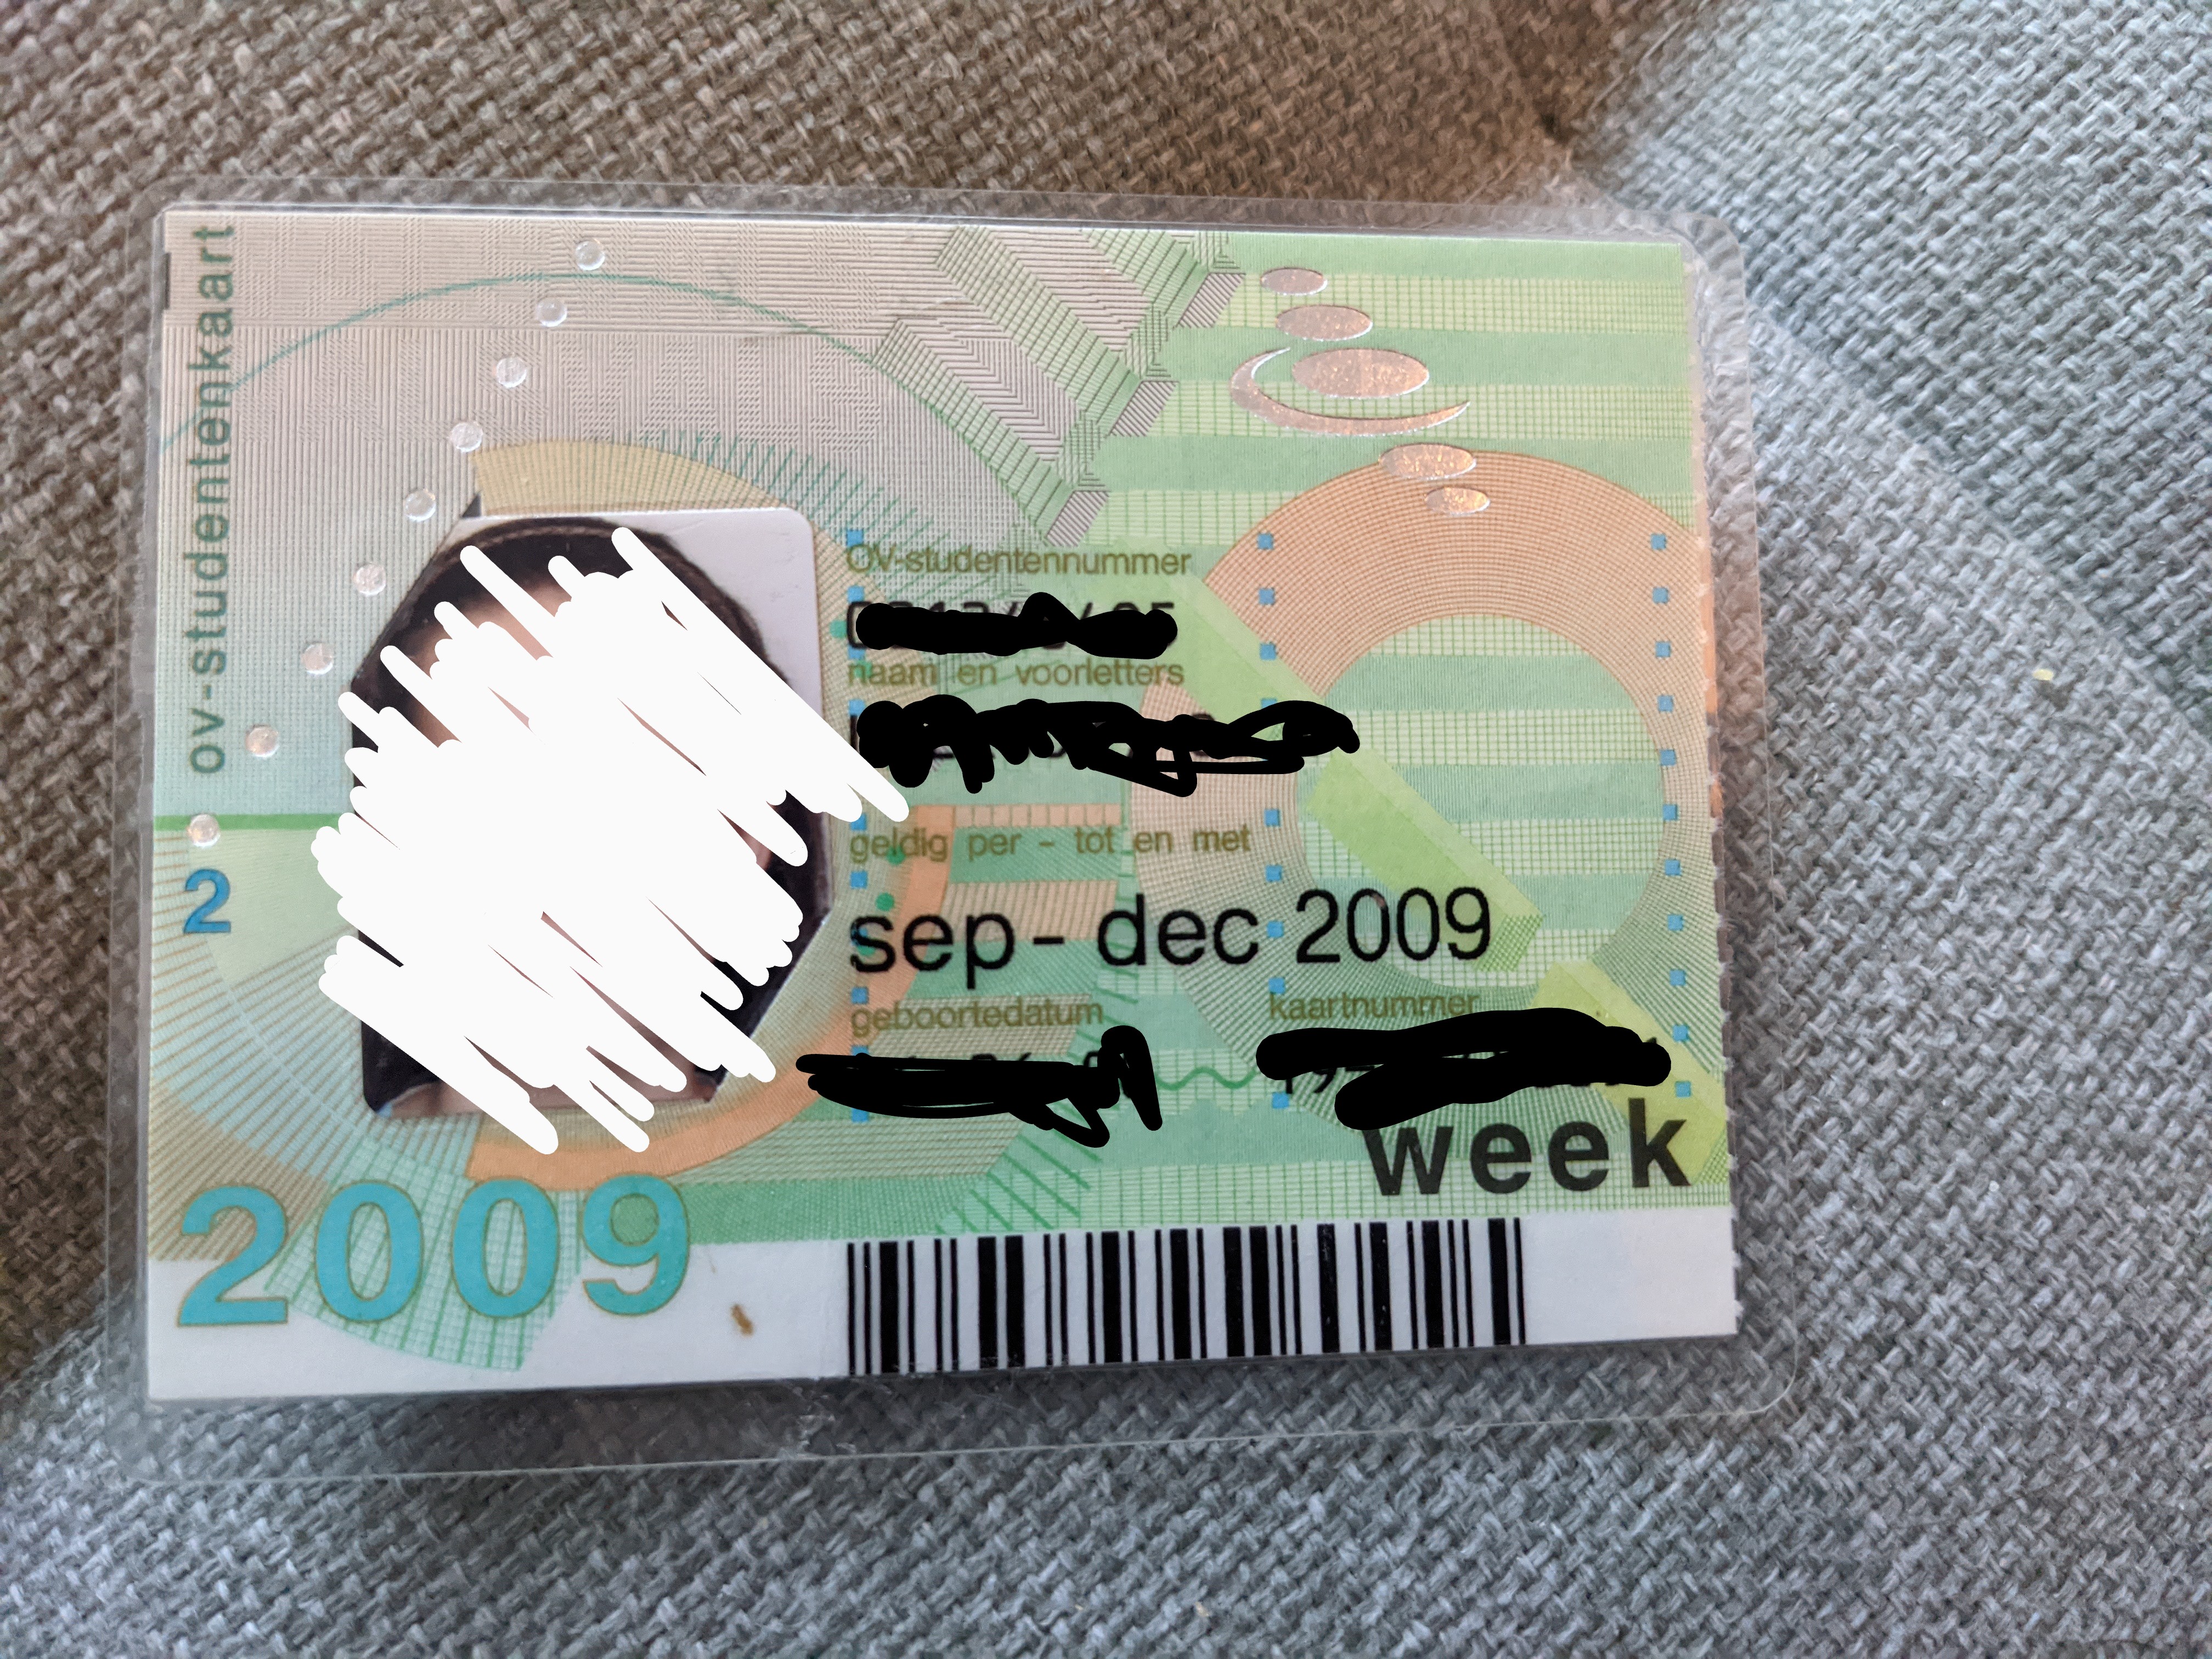 ov-studentenkaart
2
OV-studentennummer
naam en voorletters
geldig per - tot en met
sep - dec 2009
geboortedatum
kaartnummer
week
2009